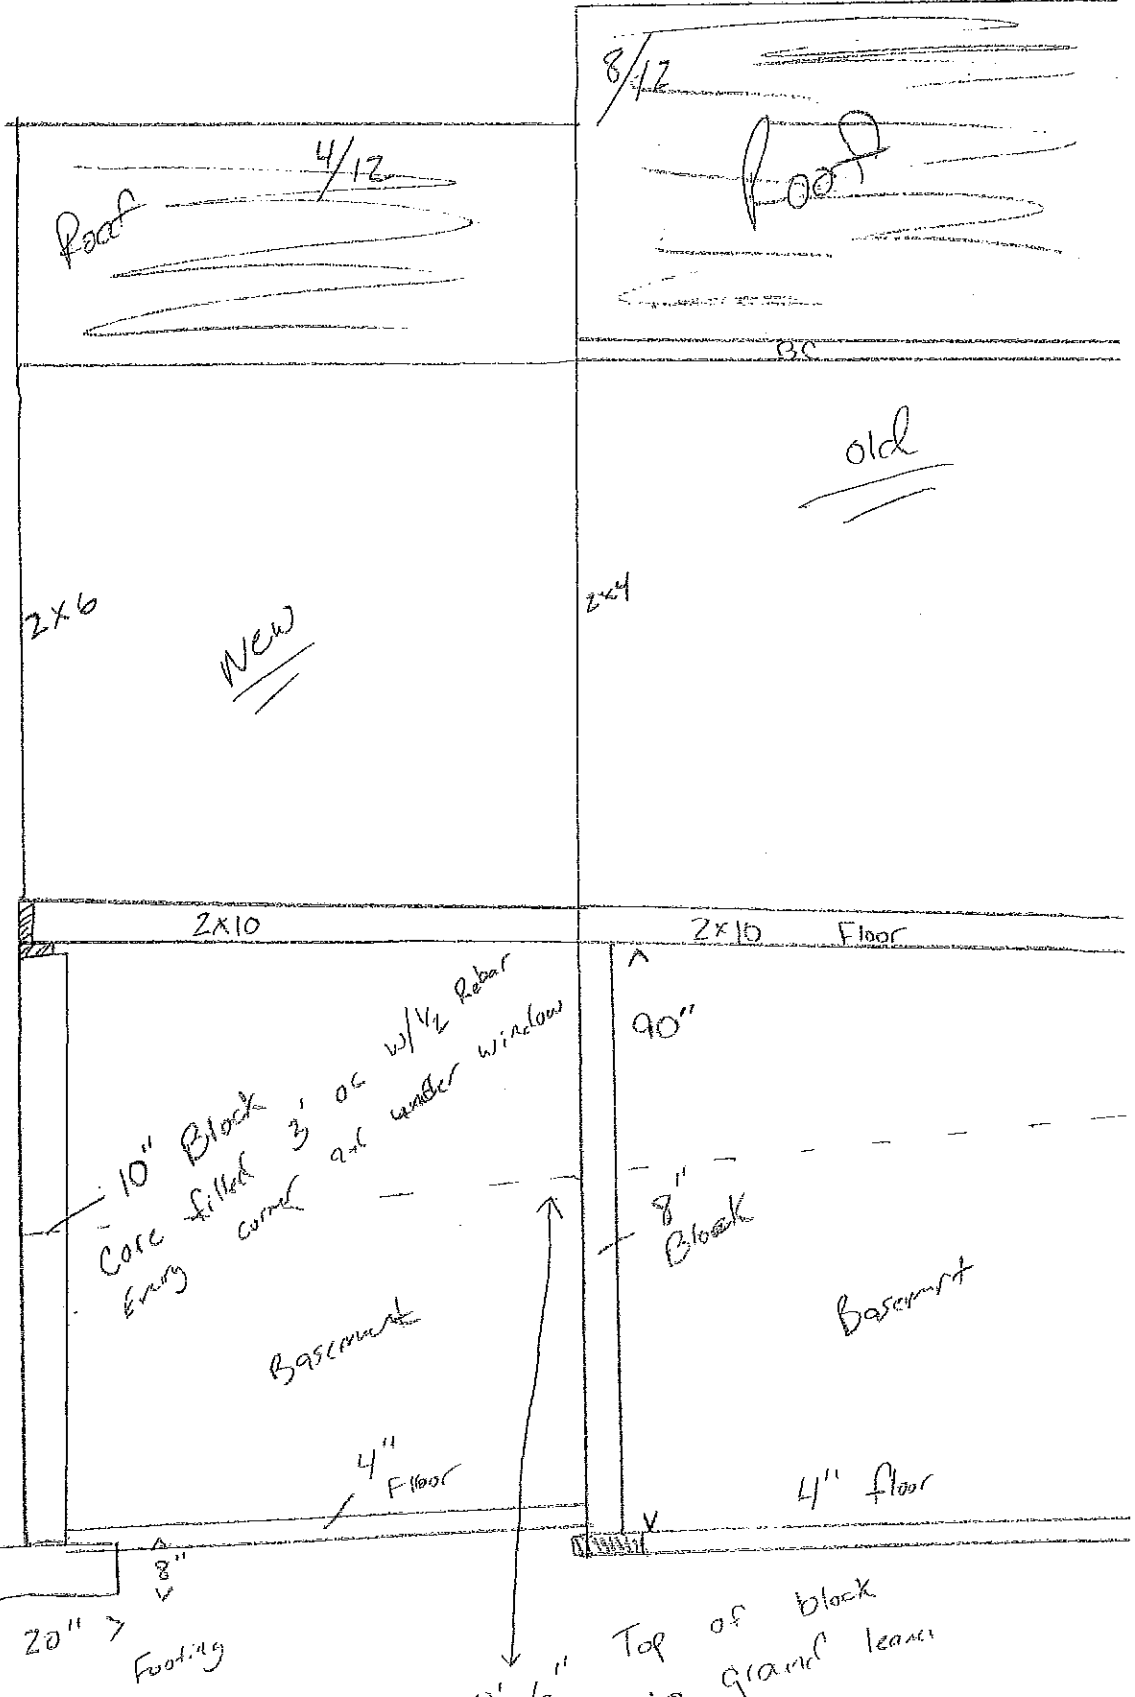 8/12
Roof
4/12
Roof
BC
old
2x6
2x4
New
2x10
2x10 Floor
90"
10" Block
Core filled 3' oc w/ 1/2 Rebar
Every corner and under window
8"
Block
Basement
Basement
4"
Floor
4" floor
8"
20"
Footing
Top of block
ground